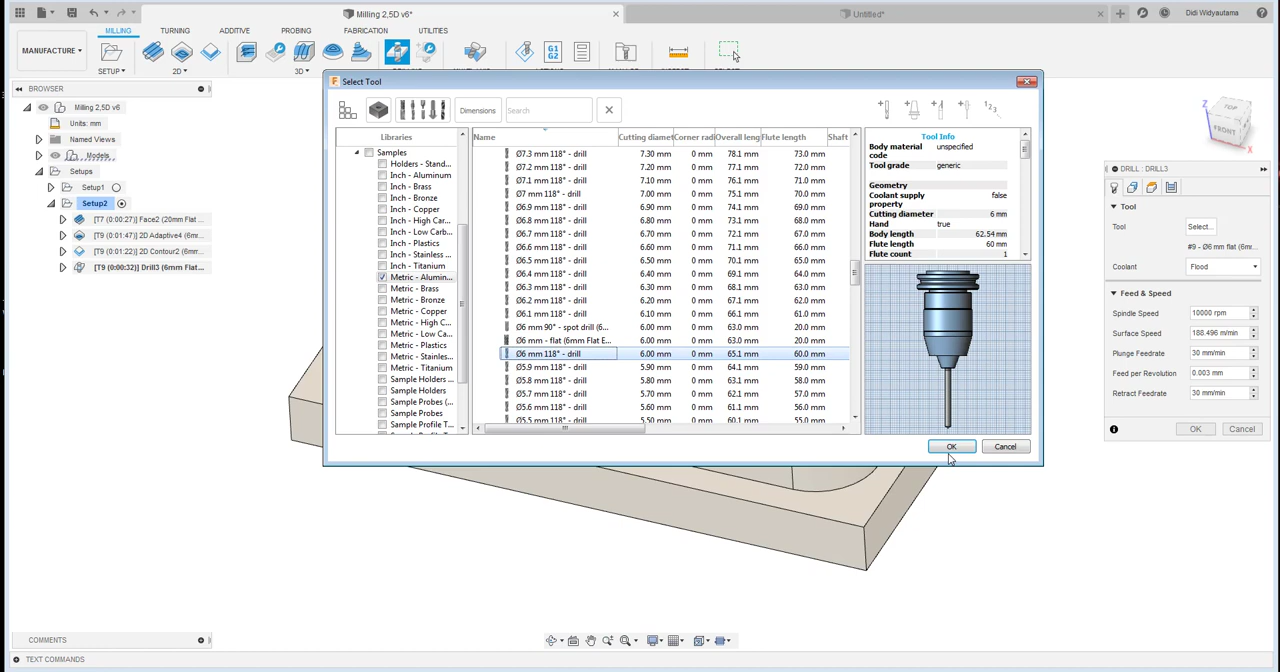 Milling 2,5D v6*
Untitled*
Didi Widyautama
MILLING TURNING ADDITIVE PROBING FABRICATION UTILITIES
MANUFACTURE
G1
G2
SETUP 2D 3D
BROWSER
Milling 2,5D v6
Units: mm
Named Views
Models
Setups
Setup1
Setup2
[T7 (0:00:27)] Face2 (20mm Flat ...
[T9 (0:01:47)] 2D Adaptive4 (6mm...
[T9 (0:01:22)] 2D Contour2 (6mm ...
[T9 (0:00:32)] Drill3 (6mm Flat...
Select Tool
Dimensions
Search
Libraries
Samples
Holders - Stand...
Inch - Aluminum
Inch - Brass
Inch - Bronze
Inch - Copper
Inch - High Car...
Inch - Low Carb...
Inch - Plastics
Inch - Stainless ...
Inch - Titanium
Metric - Alumin...
Metric - Brass
Metric - Bronze
Metric - Copper
Metric - High C...
Metric - Low Ca...
Metric - Plastics
Metric - Stainles...
Metric - Titanium
Sample Holders
Sample Holders
Sample Probes (...
Sample Probes
Sample Profile T...
Name Cutting diamet Corner radi Overall leng Flute length Shaft
Ø7.3 mm 118° - drill 7.30 mm 0 mm 78.1 mm 73.0 mm
Ø7.2 mm 118° - drill 7.20 mm 0 mm 77.1 mm 72.0 mm
Ø7.1 mm 118° - drill 7.10 mm 0 mm 76.1 mm 71.0 mm
Ø7 mm 118° - drill 7.00 mm 0 mm 75.1 mm 70.0 mm
Ø6.9 mm 118° - drill 6.90 mm 0 mm 74.1 mm 69.0 mm
Ø6.8 mm 118° - drill 6.80 mm 0 mm 73.1 mm 68.0 mm
Ø6.7 mm 118° - drill 6.70 mm 0 mm 72.1 mm 67.0 mm
Ø6.6 mm 118° - drill 6.60 mm 0 mm 71.1 mm 66.0 mm
Ø6.5 mm 118° - drill 6.50 mm 0 mm 70.1 mm 65.0 mm
Ø6.4 mm 118° - drill 6.40 mm 0 mm 69.1 mm 64.0 mm
Ø6.3 mm 118° - drill 6.30 mm 0 mm 68.1 mm 63.0 mm
Ø6.2 mm 118° - drill 6.20 mm 0 mm 67.1 mm 62.0 mm
Ø6.1 mm 118° - drill 6.10 mm 0 mm 66.1 mm 61.0 mm
Ø6 mm 90° - spot drill (6... 6.00 mm 0 mm 63.0 mm 20.0 mm
Ø6 mm - flat (6mm Flat E... 6.00 mm 0 mm 63.0 mm 20.0 mm
Ø6 mm 118° - drill 6.00 mm 0 mm 65.1 mm 60.0 mm
Ø5.9 mm 118° - drill 5.90 mm 0 mm 64.1 mm 59.0 mm
Ø5.8 mm 118° - drill 5.80 mm 0 mm 63.1 mm 58.0 mm
Ø5.7 mm 118° - drill 5.70 mm 0 mm 62.1 mm 57.0 mm
Ø5.6 mm 118° - drill 5.60 mm 0 mm 61.1 mm 56.0 mm
Ø5.5 mm 118° - drill 5.50 mm 0 mm 60.1 mm 55.0 mm
Tool Info
Body material code unspecified
Tool grade generic
Geometry
Coolant supply property false
Cutting diameter 6 mm
Hand true
Body length 62.54 mm
Flute length 60 mm
Flute count 1
OK Cancel
TOP
FRONT
Z
X
DRILL : DRILL3
Tool
Tool Select...
#9 - Ø6 mm flat (6m...
Coolant Flood
Feed & Speed
Spindle Speed 10000 rpm
Surface Speed 188.496 m/min
Plunge Feedrate 30 mm/min
Feed per Revolution 0.003 mm
Retract Feedrate 30 mm/min
OK Cancel
COMMENTS
TEXT COMMANDS